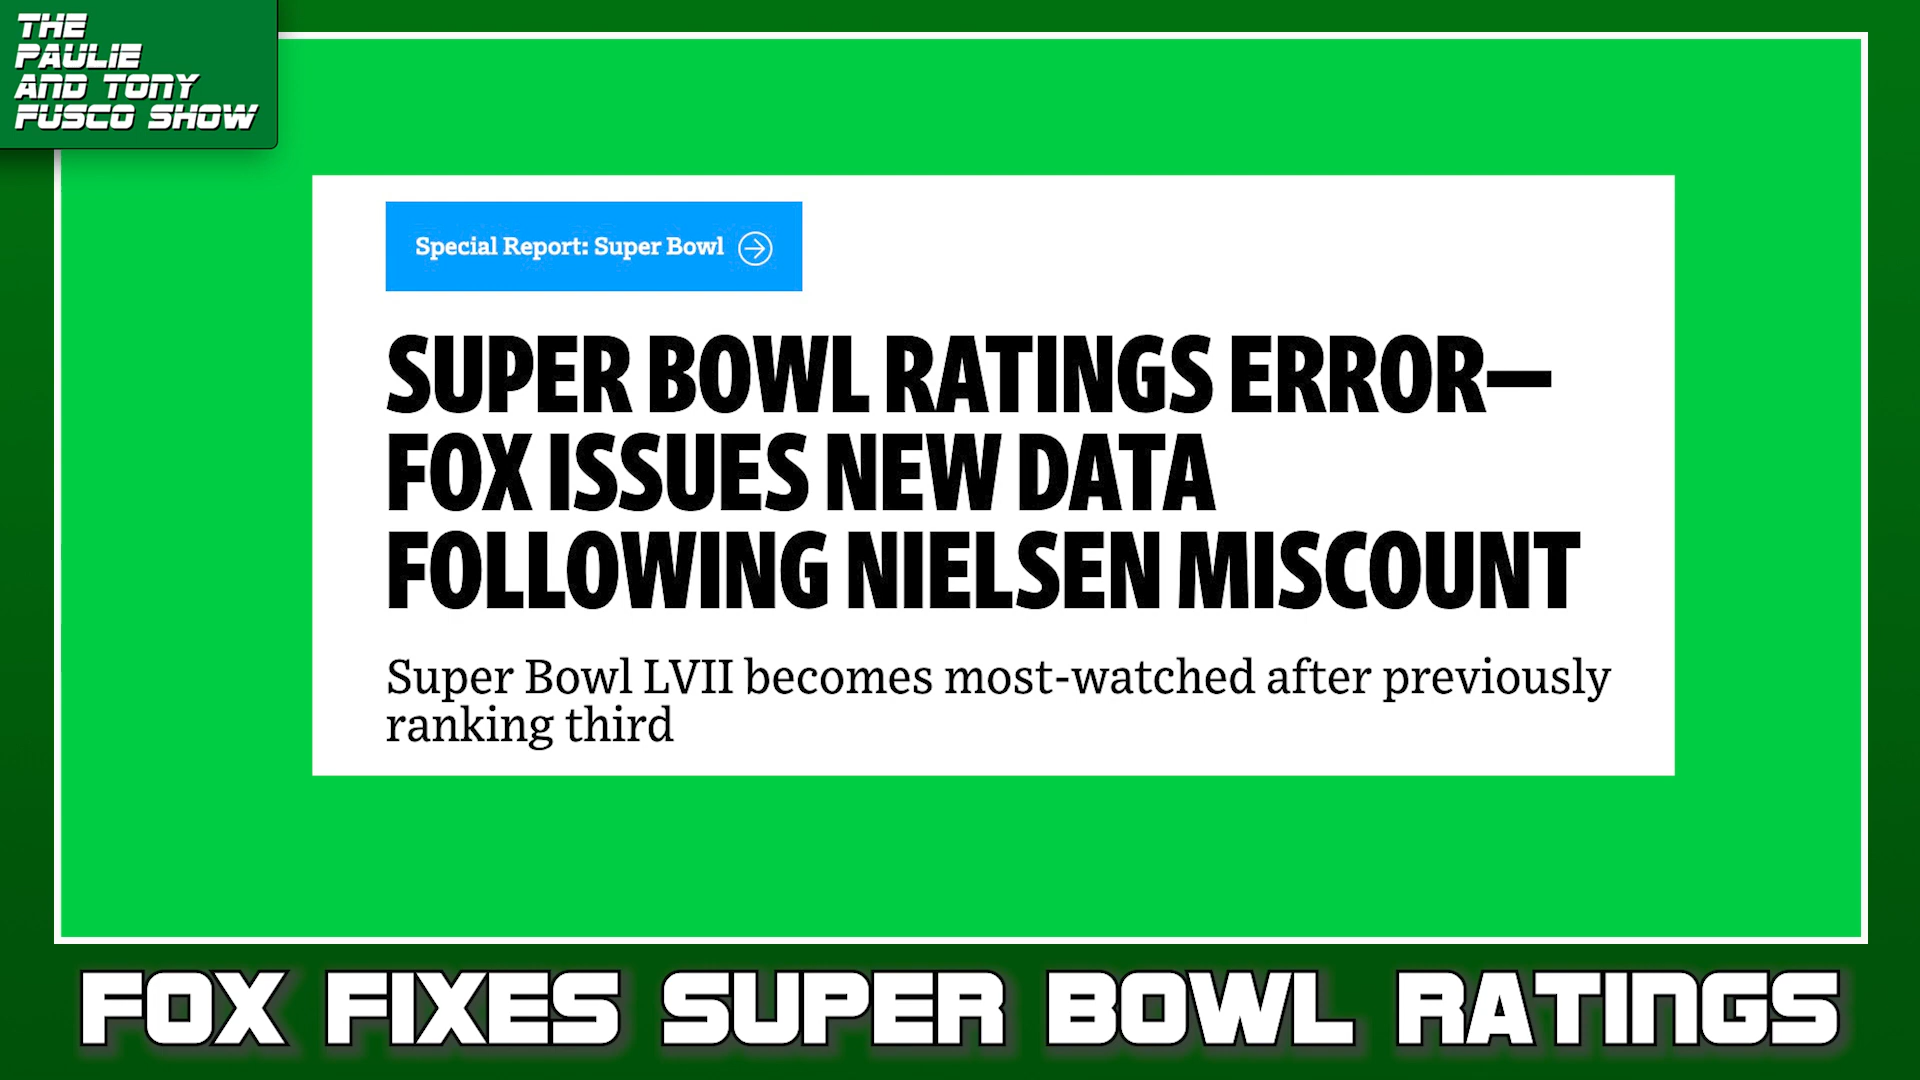 THE
PAULIE
AND TONY
FUSCO SHOW
Special Report: Super Bowl
SUPER BOWL RATINGS ERROR—
FOX ISSUES NEW DATA
FOLLOWING NIELSEN MISCOUNT
Super Bowl LVII becomes most-watched after previously
ranking third
FOX FIXES SUPER BOWL RATINGS